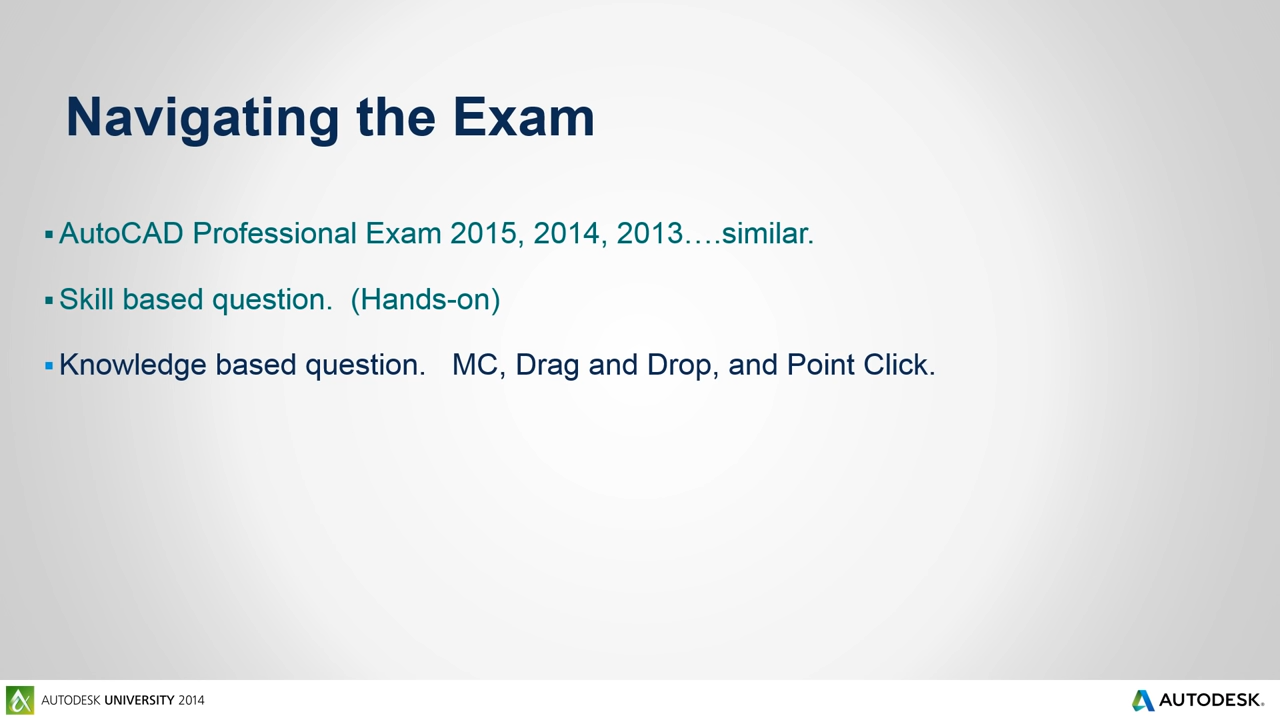 Navigating the Exam
▪ AutoCAD Professional Exam 2015, 2014, 2013….similar.
▪ Skill based question.  (Hands-on)
▪ Knowledge based question.   MC, Drag and Drop, and Point Click.
AUTODESK UNIVERSITY 2014
AUTODESK®